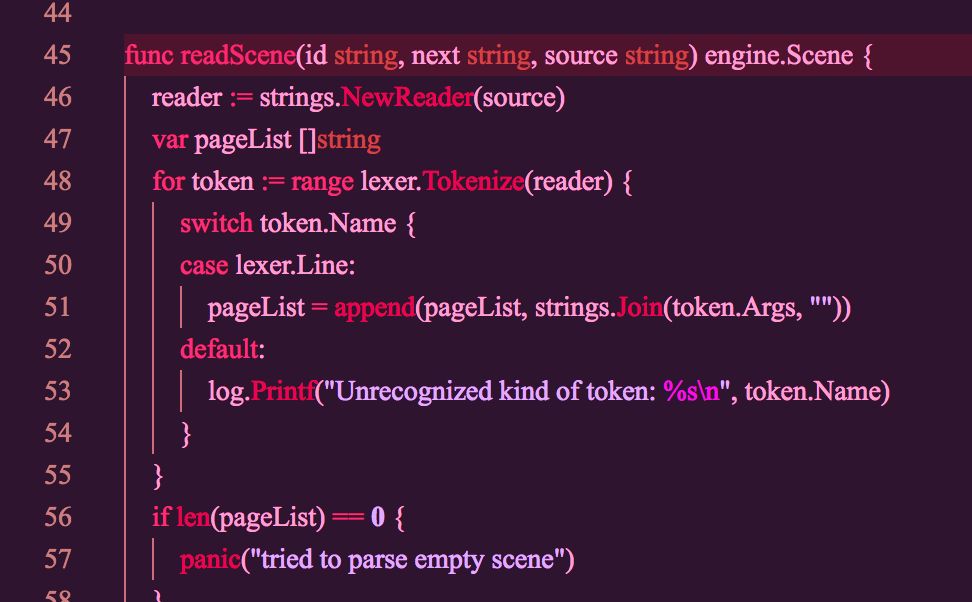 44
45 func readScene(id string, next string, source string) engine.Scene {
46 reader := strings.NewReader(source)
47 var pageList []string
48 for token := range lexer.Tokenize(reader) {
49 switch token.Name {
50 case lexer.Line:
51 pageList = append(pageList, strings.Join(token.Args, ""))
52 default:
53 log.Printf("Unrecognized kind of token: %s\n", token.Name)
54 }
55 }
56 if len(pageList) == 0 {
57 panic("tried to parse empty scene")
58 }